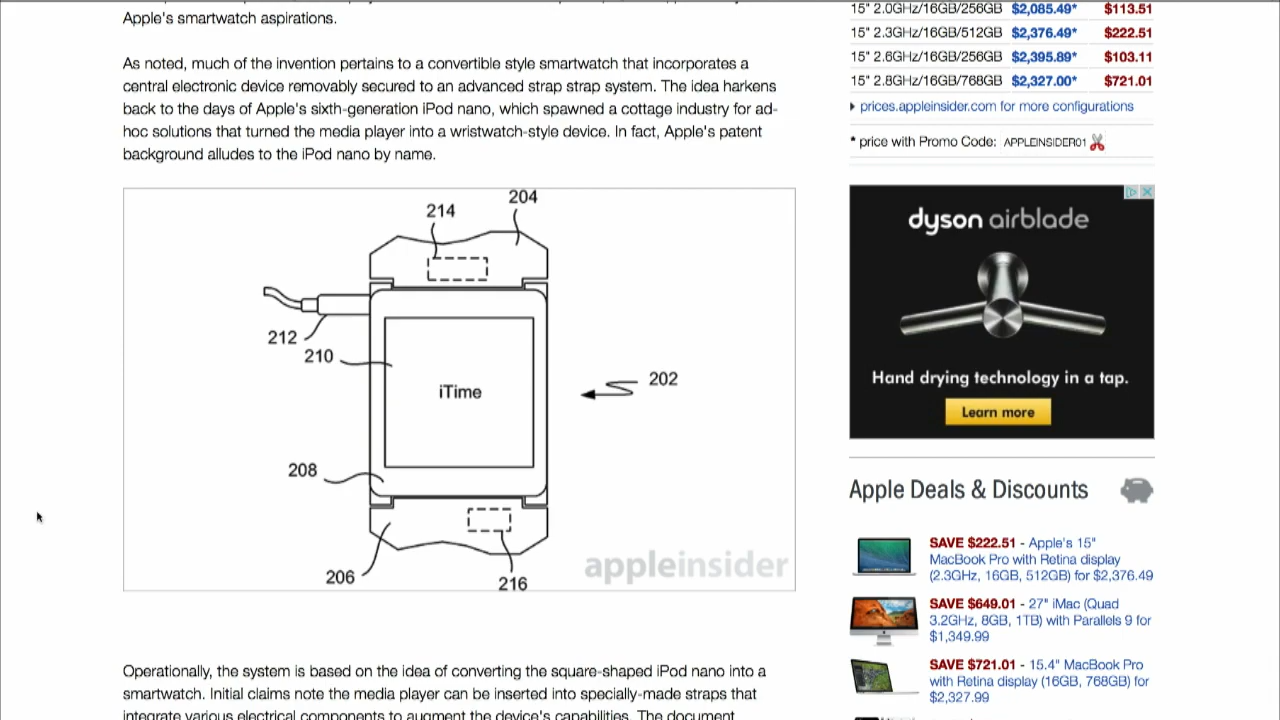 Apple's smartwatch aspirations.
As noted, much of the invention pertains to a convertible style smartwatch that incorporates a
central electronic device removably secured to an advanced strap strap system. The idea harkens
back to the days of Apple's sixth-generation iPod nano, which spawned a cottage industry for ad-
hoc solutions that turned the media player into a wristwatch-style device. In fact, Apple's patent
background alludes to the iPod nano by name.
204
214
212
210
iTime
202
208
206
216
appleinsider
Operationally, the system is based on the idea of converting the square-shaped iPod nano into a
smartwatch. Initial claims note the media player can be inserted into specially-made straps that
integrate various electrical components to augment the device's capabilities. The document
15" 2.0GHz/16GB/256GB $2,085.49* $113.51
15" 2.3GHz/16GB/512GB $2,376.49* $222.51
15" 2.6GHz/16GB/256GB $2,395.89* $103.11
15" 2.8GHz/16GB/768GB $2,327.00* $721.01
prices.appleinsider.com for more configurations
* price with Promo Code: APPLEINSIDER01
dyson airblade
Hand drying technology in a tap.
Learn more
Apple Deals & Discounts
SAVE $222.51 - Apple's 15"
MacBook Pro with Retina display
(2.3GHz, 16GB, 512GB) for $2,376.49
SAVE $649.01 - 27" iMac (Quad
3.2GHz, 8GB, 1TB) with Parallels 9 for
$1,349.99
SAVE $721.01 - 15.4" MacBook Pro
with Retina display (16GB, 768GB) for
$2,327.99